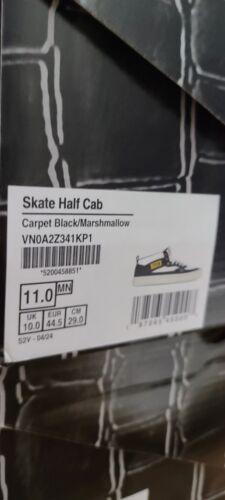 Skate Half Cab
Carpet Black/Marshmallow
VN0A2Z341KP1
*5200458851*
11.0 MN
UK EUR CM
10.0 44.5 29.0
S2V - 04/24